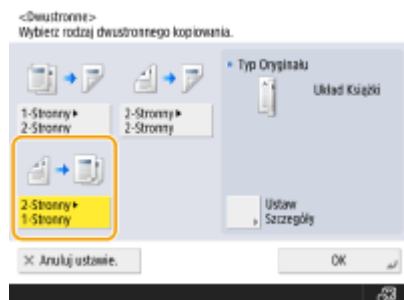 <Dwustronne>
Wybierz rodzaj dwustronnego kopiowania.
• Typ Oryginału
Układ Książki
1-Stronny▶
2-Stronny
2-Stronny▶
2-Stronny
2-Stronny▶
1-Stronny
Ustaw
Szczegóły
× Anuluj ustawie.
OK